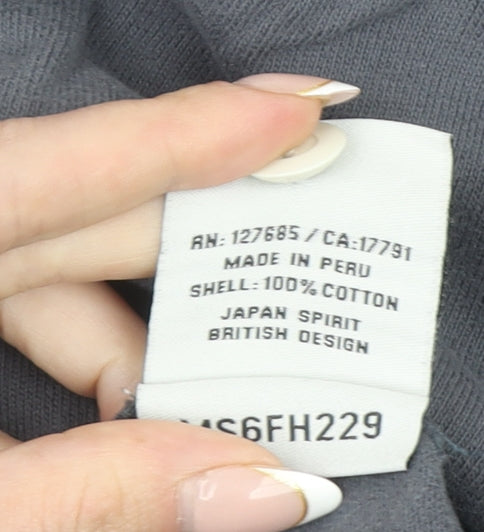 RN: 127685 / CA:17791
MADE IN PERU
SHELL: 100% COTTON
JAPAN SPIRIT
BRITISH DESIGN
MS6FH229